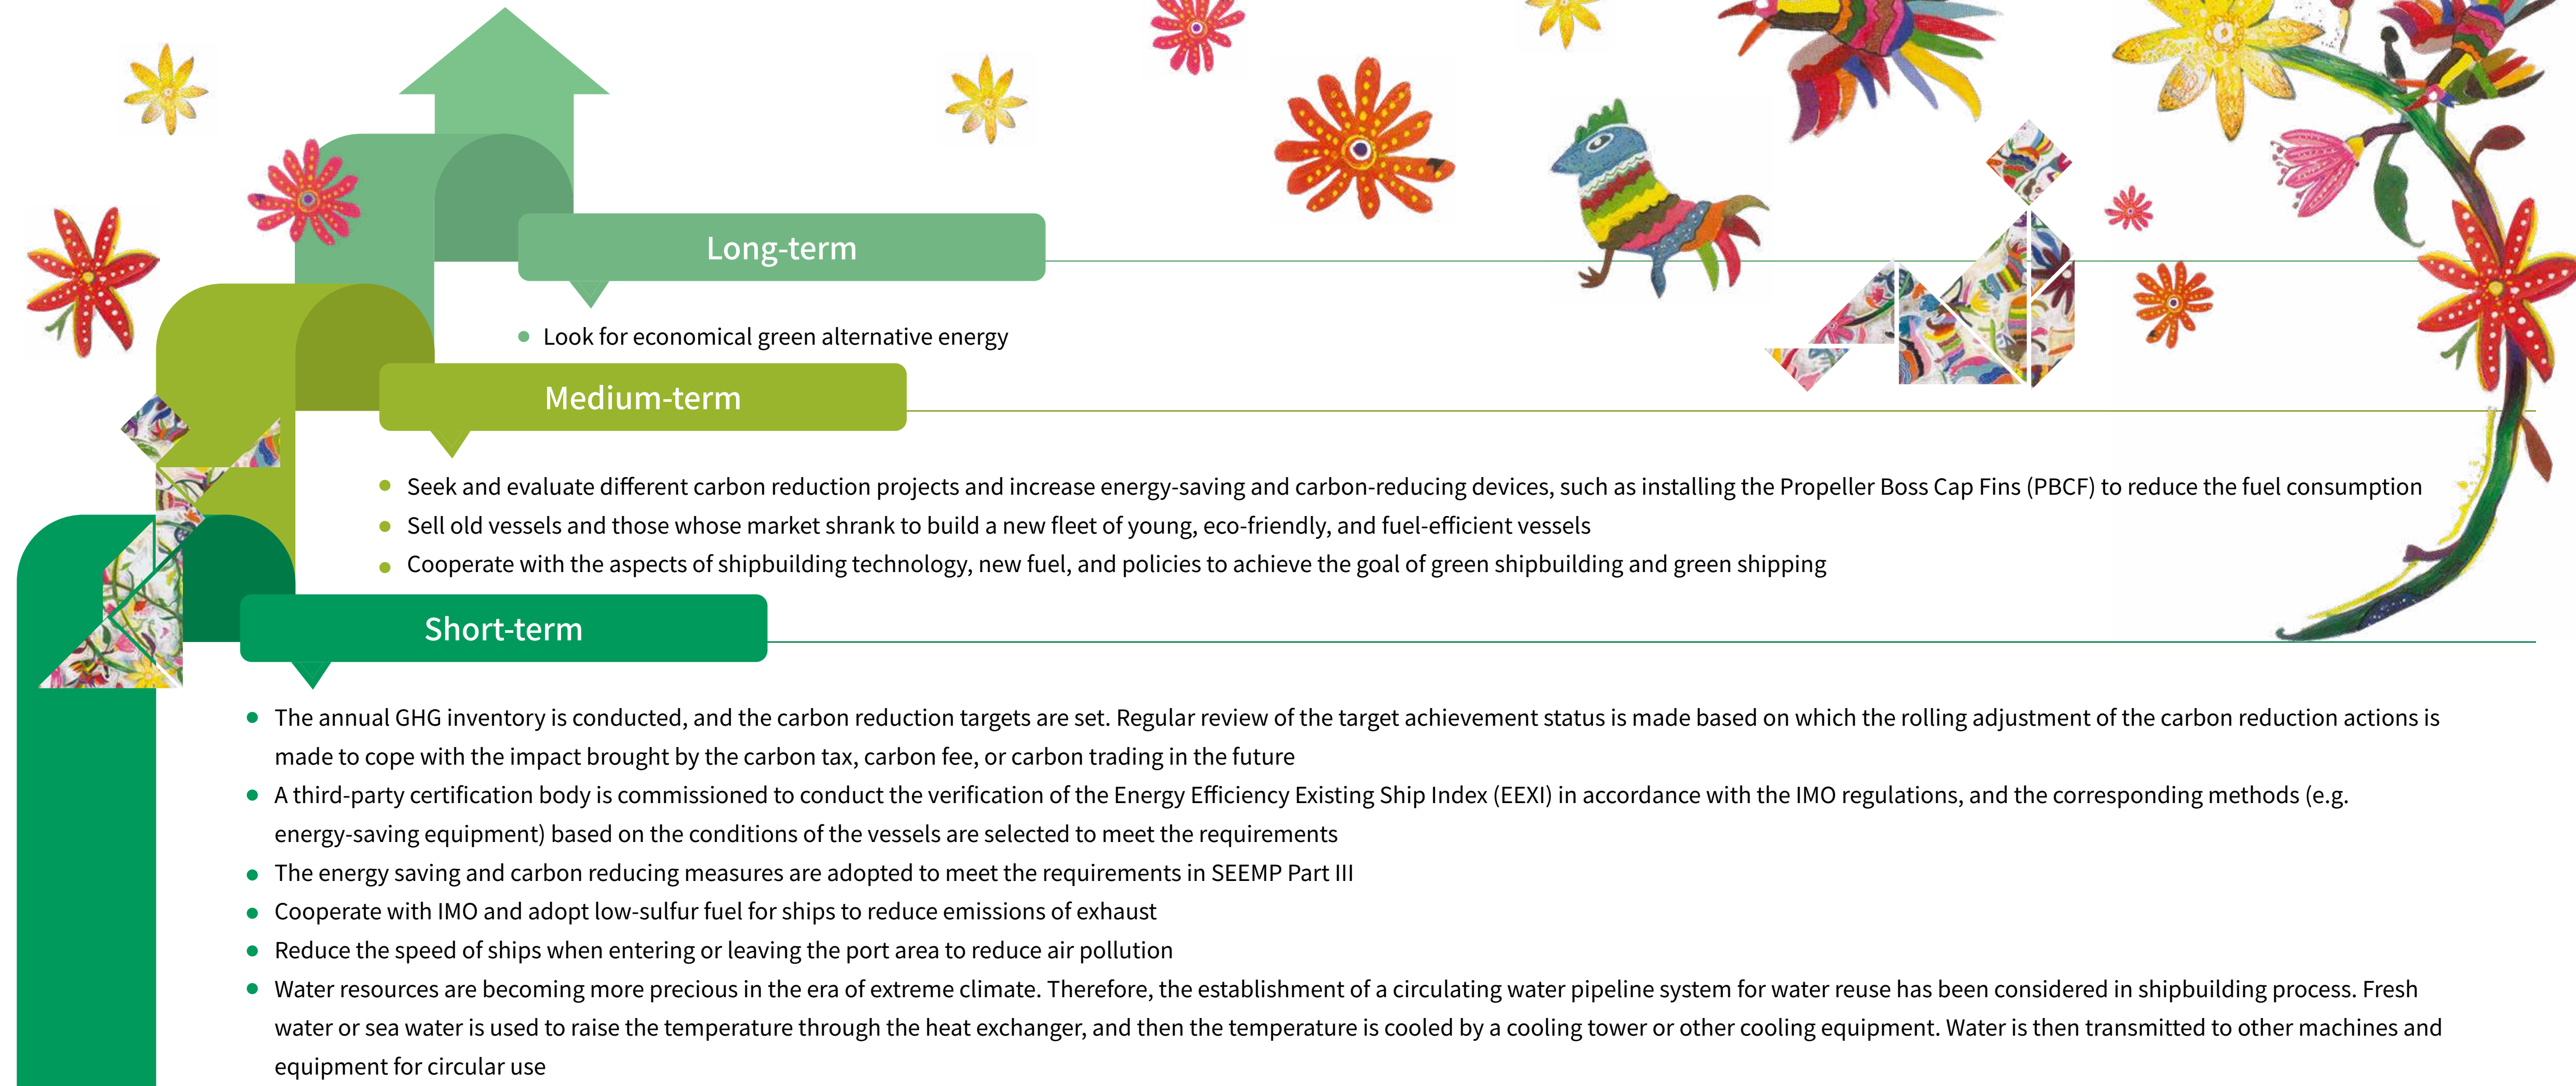 Long-term
Look for economical green alternative energy
Medium-term
Seek and evaluate different carbon reduction projects and increase energy-saving and carbon-reducing devices, such as installing the Propeller Boss Cap Fins (PBCF) to reduce the fuel consumption
Sell old vessels and those whose market shrank to build a new fleet of young, eco-friendly, and fuel-efficient vessels
Cooperate with the aspects of shipbuilding technology, new fuel, and policies to achieve the goal of green shipbuilding and green shipping
Short-term
The annual GHG inventory is conducted, and the carbon reduction targets are set. Regular review of the target achievement status is made based on which the rolling adjustment of the carbon reduction actions is
made to cope with the impact brought by the carbon tax, carbon fee, or carbon trading in the future
A third-party certification body is commissioned to conduct the verification of the Energy Efficiency Existing Ship Index (EEXI) in accordance with the IMO regulations, and the corresponding methods (e.g.
energy-saving equipment) based on the conditions of the vessels are selected to meet the requirements
The energy saving and carbon reducing measures are adopted to meet the requirements in SEEMP Part III
Cooperate with IMO and adopt low-sulfur fuel for ships to reduce emissions of exhaust
Reduce the speed of ships when entering or leaving the port area to reduce air pollution
Water resources are becoming more precious in the era of extreme climate. Therefore, the establishment of a circulating water pipeline system for water reuse has been considered in shipbuilding process. Fresh
water or sea water is used to raise the temperature through the heat exchanger, and then the temperature is cooled by a cooling tower or other cooling equipment. Water is then transmitted to other machines and
equipment for circular use